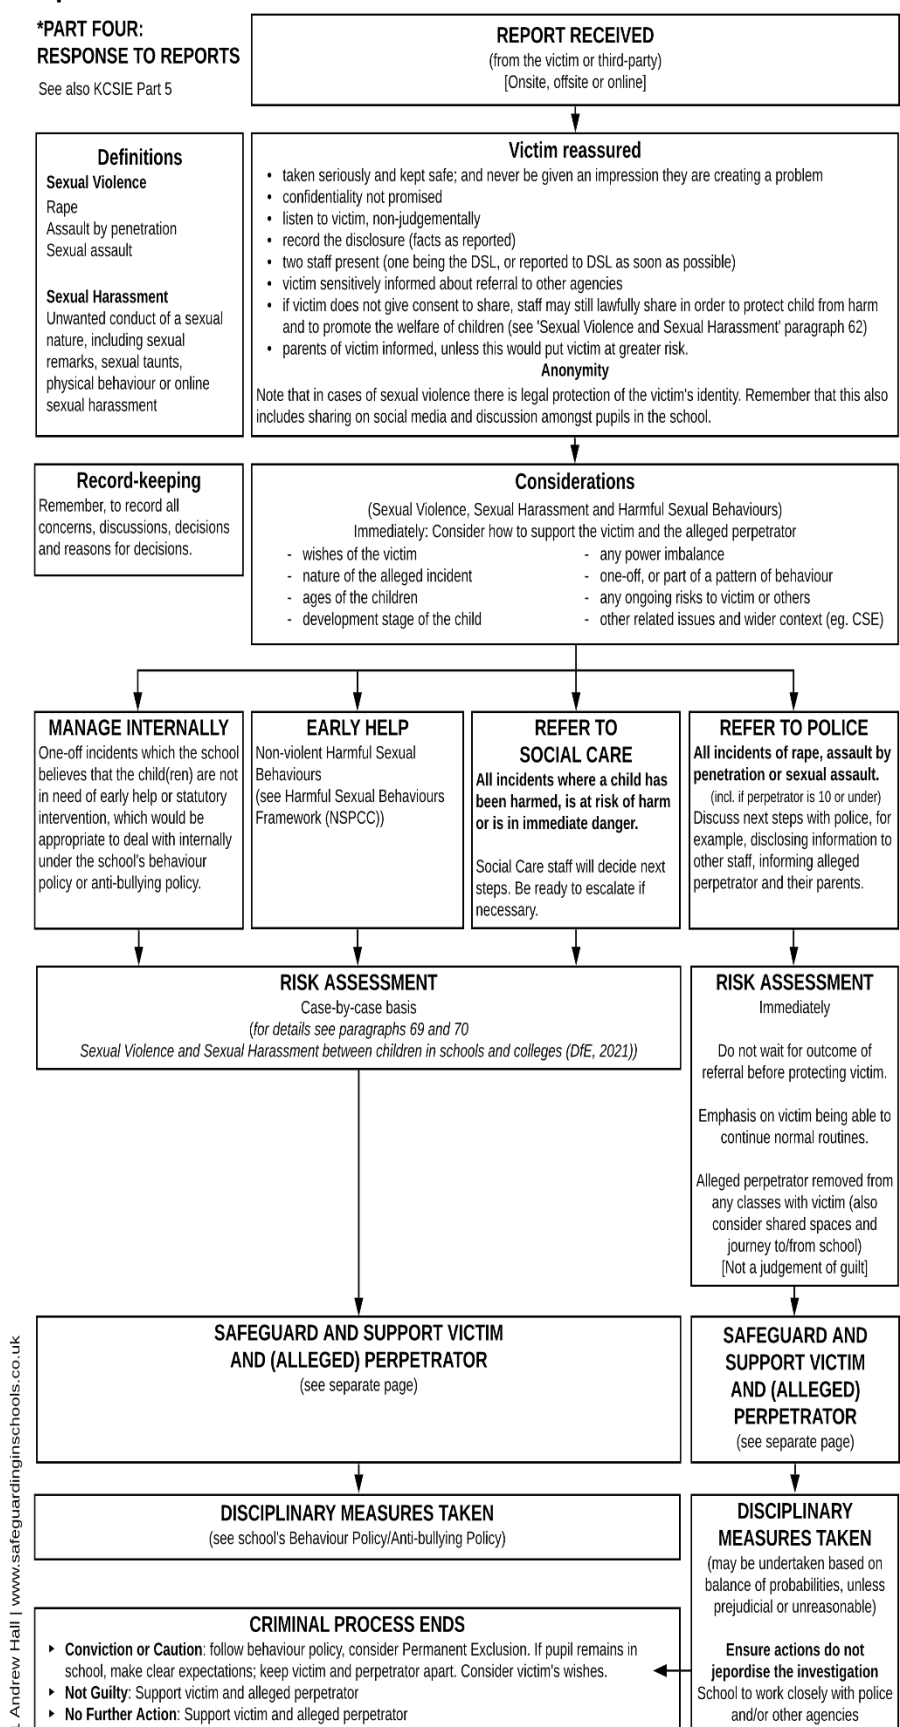 *PART FOUR:
RESPONSE TO REPORTS
See also KCSIE Part 5
REPORT RECEIVED
(from the victim or third-party)
[Onsite, offsite or online]
Definitions
Sexual Violence
Rape
Assault by penetration
Sexual assault
Sexual Harassment
Unwanted conduct of a sexual
nature, including sexual
remarks, sexual taunts,
physical behaviour or online
sexual harassment
Victim reassured
• taken seriously and kept safe; and never be given an impression they are creating a problem
• confidentiality not promised
• listen to victim, non-judgementally
• record the disclosure (facts as reported)
• two staff present (one being the DSL, or reported to DSL as soon as possible)
• victim sensitively informed about referral to other agencies
• if victim does not give consent to share, staff may still lawfully share in order to protect child from harm
and to promote the welfare of children (see 'Sexual Violence and Sexual Harassment' paragraph 62)
• parents of victim informed, unless this would put victim at greater risk.
Anonymity
Note that in cases of sexual violence there is legal protection of the victim's identity. Remember that this also
includes sharing on social media and discussion amongst pupils in the school.
Record-keeping
Remember, to record all
concerns, discussions, decisions
and reasons for decisions.
Considerations
(Sexual Violence, Sexual Harassment and Harmful Sexual Behaviours)
Immediately: Consider how to support the victim and the alleged perpetrator
- wishes of the victim
- nature of the alleged incident
- ages of the children
- development stage of the child
- any power imbalance
- one-off, or part of a pattern of behaviour
- any ongoing risks to victim or others
- other related issues and wider context (eg. CSE)
MANAGE INTERNALLY
One-off incidents which the school
believes that the child(ren) are not
in need of early help or statutory
intervention, which would be
appropriate to deal with internally
under the school's behaviour
policy or anti-bullying policy.
EARLY HELP
Non-violent Harmful Sexual
Behaviours
(see Harmful Sexual Behaviours
Framework (NSPCC))
REFER TO
SOCIAL CARE
All incidents where a child has
been harmed, is at risk of harm
or is in immediate danger.
Social Care staff will decide next
steps. Be ready to escalate if
necessary.
REFER TO POLICE
All incidents of rape, assault by
penetration or sexual assault.
(incl. if perpetrator is 10 or under)
Discuss next steps with police, for
example, disclosing information to
other staff, informing alleged
perpetrator and their parents.
RISK ASSESSMENT
Case-by-case basis
(for details see paragraphs 69 and 70
Sexual Violence and Sexual Harassment between children in schools and colleges (DfE, 2021))
RISK ASSESSMENT
Immediately
Do not wait for outcome of
referral before protecting victim.
Emphasis on victim being able to
continue normal routines.
Alleged perpetrator removed from
any classes with victim (also
consider shared spaces and
journey to/from school)
[Not a judgement of guilt]
SAFEGUARD AND SUPPORT VICTIM
AND (ALLEGED) PERPETRATOR
(see separate page)
SAFEGUARD AND
SUPPORT VICTIM
AND (ALLEGED)
PERPETRATOR
(see separate page)
DISCIPLINARY MEASURES TAKEN
(see school's Behaviour Policy/Anti-bullying Policy)
DISCIPLINARY
MEASURES TAKEN
(may be undertaken based on
balance of probabilities, unless
prejudicial or unreasonable)
Ensure actions do not
jepordise the investigation
School to work closely with police
and/or other agencies
CRIMINAL PROCESS ENDS
‣ Conviction or Caution: follow behaviour policy, consider Permanent Exclusion. If pupil remains in
school, make clear expectations; keep victim and perpetrator apart. Consider victim's wishes.
‣ Not Guilty: Support victim and alleged perpetrator
‣ No Further Action: Support victim and alleged perpetrator
Andrew Hall | www.safeguardinginschools.co.uk